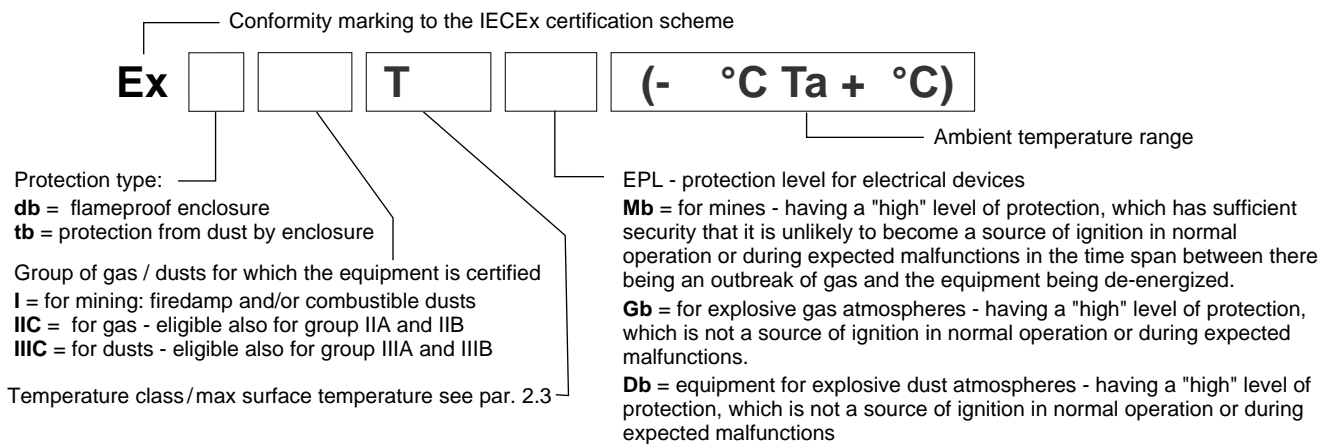 Conformity marking to the IECEx certification scheme
Ex T (- °C Ta + °C)
Ambient temperature range
Protection type:
db = flameproof enclosure
tb = protection from dust by enclosure
Group of gas / dusts for which the equipment is certified
I = for mining: firedamp and/or combustible dusts
IIC = for gas - eligible also for group IIA and IIB
IIIC = for dusts - eligible also for group IIIA and IIIB
Temperature class/max surface temperature see par. 2.3
EPL - protection level for electrical devices
Mb = for mines - having a "high" level of protection, which has sufficient
security that it is unlikely to become a source of ignition in normal
operation or during expected malfunctions in the time span between there
being an outbreak of gas and the equipment being de-energized.
Gb = for explosive gas atmospheres - having a "high" level of protection,
which is not a source of ignition in normal operation or during expected
malfunctions.
Db = equipment for explosive dust atmospheres - having a "high" level of
protection, which is not a source of ignition in normal operation or during
expected malfunctions